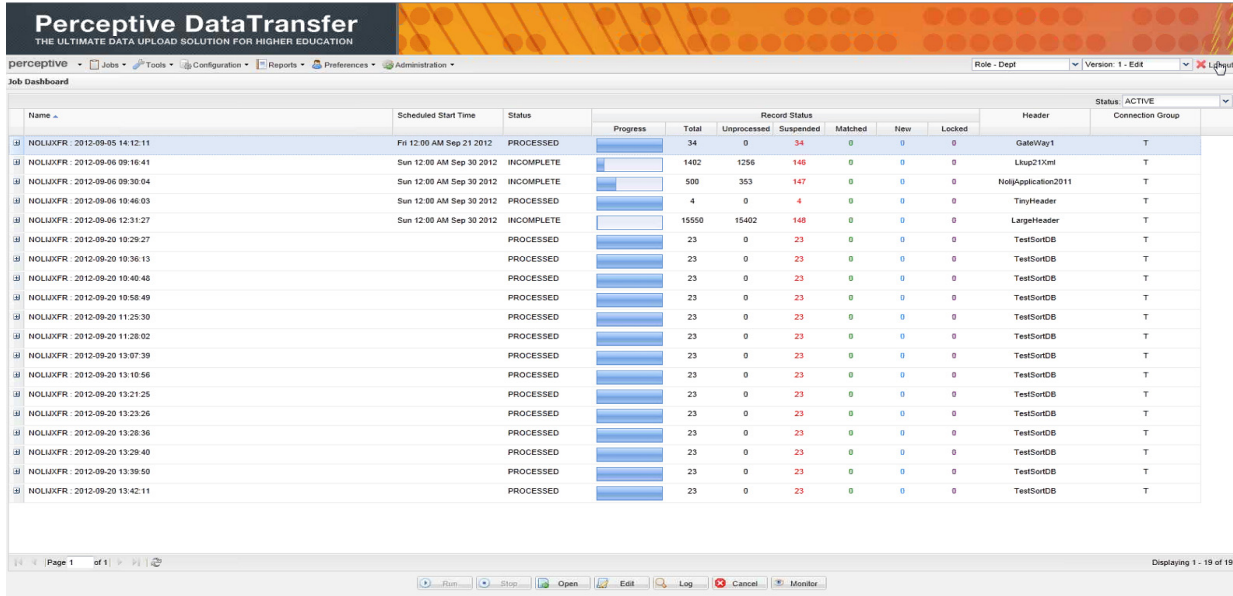 Perceptive DataTransfer
THE ULTIMATE DATA UPLOAD SOLUTION FOR HIGHER EDUCATION
perceptive Jobs Tools Configuration Reports Preferences Administration Role - Dept Version: 1 - Edit Logout
Job Dashboard
Status: ACTIVE
Name Scheduled Start Time Status Record Status Header Connection Group
Progress Total Unprocessed Suspended Matched New Locked
NOLIJXFR : 2012-09-05 14:12:11 Fri 12:00 AM Sep 21 2012 PROCESSED 34 0 34 0 0 0 GateWay1 T
NOLIJXFR : 2012-09-06 09:16:41 Sun 12:00 AM Sep 30 2012 INCOMPLETE 1402 1256 146 0 0 0 Lkup21Xml T
NOLIJXFR : 2012-09-06 09:30:04 Sun 12:00 AM Sep 30 2012 INCOMPLETE 500 353 147 0 0 0 NolijApplication2011 T
NOLIJXFR : 2012-09-06 10:46:03 Sun 12:00 AM Sep 30 2012 PROCESSED 4 0 4 0 0 0 TinyHeader T
NOLIJXFR : 2012-09-06 12:31:27 Sun 12:00 AM Sep 30 2012 INCOMPLETE 15550 15402 148 0 0 0 LargeHeader T
NOLIJXFR : 2012-09-20 10:29:27 PROCESSED 23 0 23 0 0 0 TestSortDB T
NOLIJXFR : 2012-09-20 10:36:13 PROCESSED 23 0 23 0 0 0 TestSortDB T
NOLIJXFR : 2012-09-20 10:40:48 PROCESSED 23 0 23 0 0 0 TestSortDB T
NOLIJXFR : 2012-09-20 10:58:49 PROCESSED 23 0 23 0 0 0 TestSortDB T
NOLIJXFR : 2012-09-20 11:25:30 PROCESSED 23 0 23 0 0 0 TestSortDB T
NOLIJXFR : 2012-09-20 11:28:02 PROCESSED 23 0 23 0 0 0 TestSortDB T
NOLIJXFR : 2012-09-20 13:07:39 PROCESSED 23 0 23 0 0 0 TestSortDB T
NOLIJXFR : 2012-09-20 13:10:56 PROCESSED 23 0 23 0 0 0 TestSortDB T
NOLIJXFR : 2012-09-20 13:21:25 PROCESSED 23 0 23 0 0 0 TestSortDB T
NOLIJXFR : 2012-09-20 13:23:26 PROCESSED 23 0 23 0 0 0 TestSortDB T
NOLIJXFR : 2012-09-20 13:28:36 PROCESSED 23 0 23 0 0 0 TestSortDB T
NOLIJXFR : 2012-09-20 13:29:40 PROCESSED 23 0 23 0 0 0 TestSortDB T
NOLIJXFR : 2012-09-20 13:39:50 PROCESSED 23 0 23 0 0 0 TestSortDB T
NOLIJXFR : 2012-09-20 13:42:11 PROCESSED 23 0 23 0 0 0 TestSortDB T
Page 1 of 1 Displaying 1 - 19 of 19
Run Stop Open Edit Log Cancel Monitor